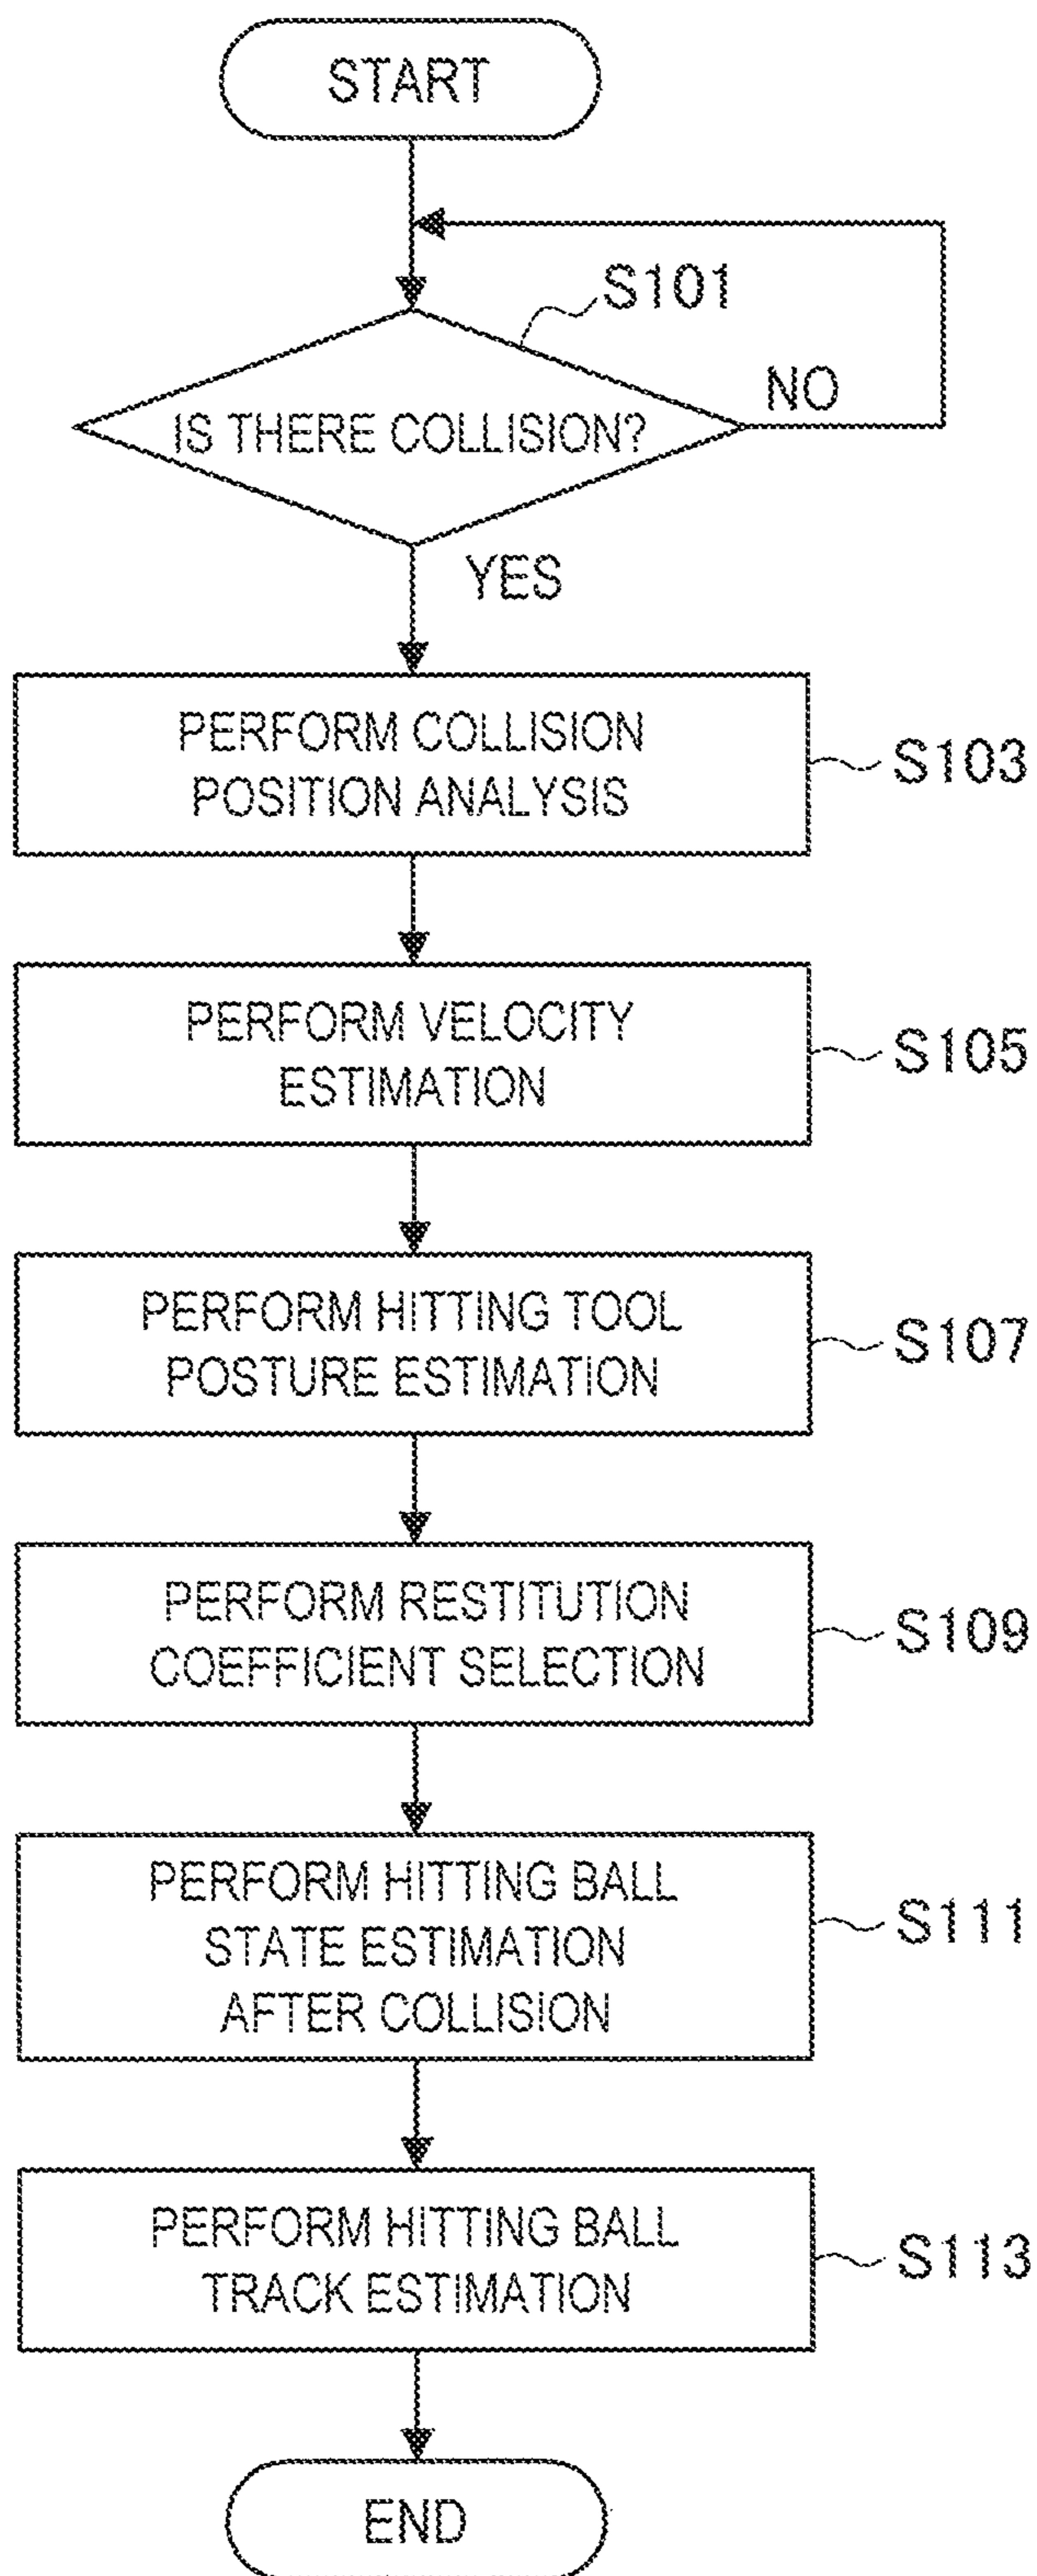 START
S101
NO
IS THERE COLLISION?
YES
PERFORM COLLISION
POSITION ANALYSIS
S103
PERFORM VELOCITY
ESTIMATION
S105
PERFORM HITTING TOOL
POSTURE ESTIMATION
S107
PERFORM RESTITUTION
COEFFICIENT SELECTION
S109
PERFORM HITTING BALL
STATE ESTIMATION
AFTER COLLISION
S111
PERFORM HITTING BALL
TRACK ESTIMATION
S113
END